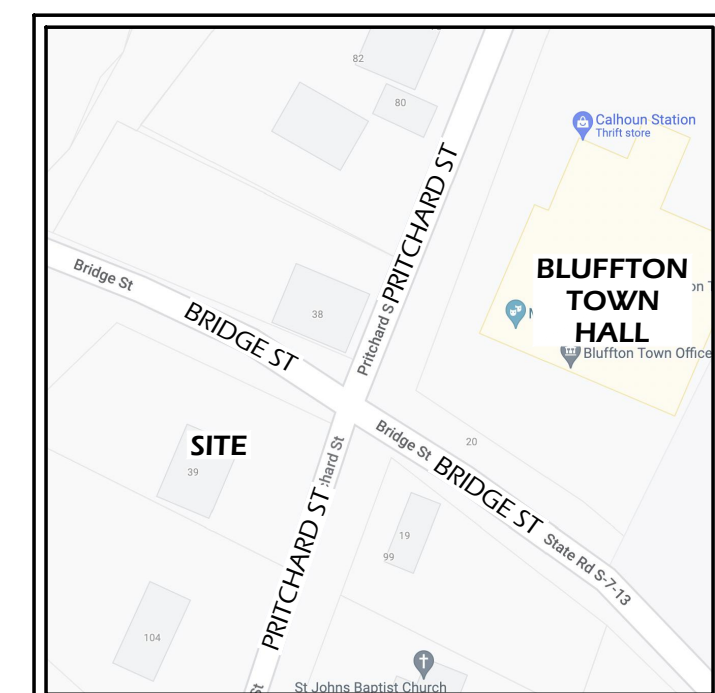 82
80
Calhoun Station
Thrift store
PRITCHARD ST
Pritchard S
BLUFFTON
TOWN
HALL
Bluffton Town Office
Bridge St
BRIDGE ST
38
SITE
39
Bridge St
BRIDGE ST
20
State Rd S-7-13
PRITCHARD ST
19
99
104
St Johns Baptist Church